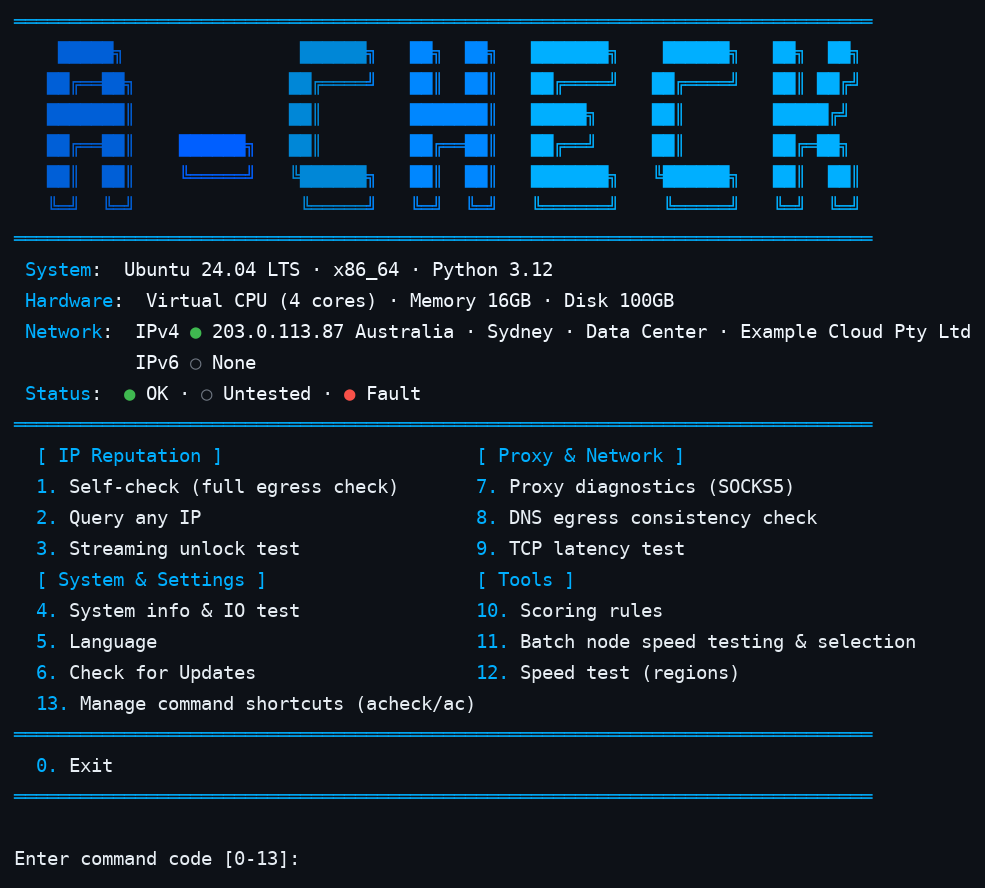 A-CHECK
System:  Ubuntu 24.04 LTS · x86_64 · Python 3.12
Hardware:  Virtual CPU (4 cores) · Memory 16GB · Disk 100GB
Network:  IPv4 ● 203.0.113.87 Australia · Sydney · Data Center · Example Cloud Pty Ltd
IPv6 ○ None
Status:  ● OK · ○ Untested · ● Fault
[ IP Reputation ]    [ Proxy & Network ]
1. Self-check (full egress check)    7. Proxy diagnostics (SOCKS5)
2. Query any IP    8. DNS egress consistency check
3. Streaming unlock test    9. TCP latency test
[ System & Settings ]    [ Tools ]
4. System info & IO test    10. Scoring rules
5. Language    11. Batch node speed testing & selection
6. Check for Updates    12. Speed test (regions)
13. Manage command shortcuts (acheck/ac)
0. Exit
Enter command code [0-13]: